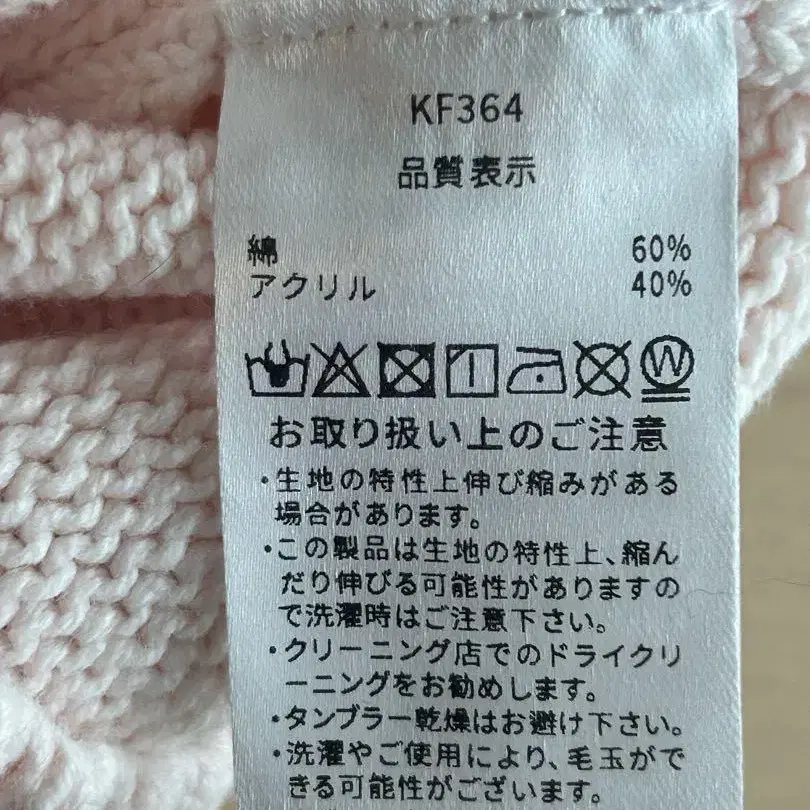 KF364
品質表示
綿 60%
アクリル 40%
W
お取り扱い上のご注意
・生地の特性上伸び縮みがある
場合があります。
・この製品は生地の特性上、縮ん
だり伸びる可能性がありますの
で洗濯時はご注意下さい。
・クリーニング店でのドライクリ
ーニングをお勧めします。
・タンブラー乾燥はお避け下さい。
・洗濯やご使用により、毛玉がで
きる可能性がございます。